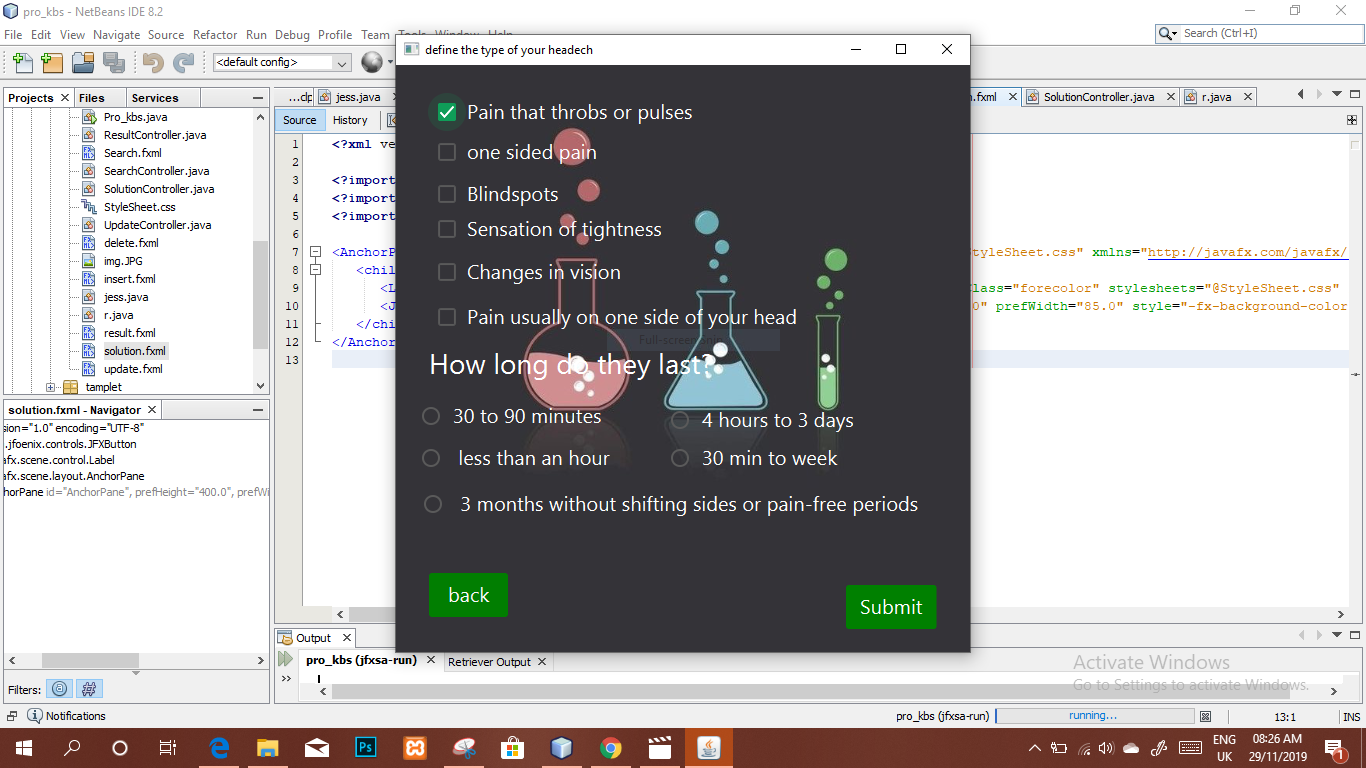 pro_kbs - NetBeans IDE 8.2
File Edit View Navigate Source Refactor Run Debug Profile Team Tools Window Help
Search (Ctrl+I)
<default config>
define the type of your headech
Projects Files Services
...clp jess.java
.fxml SolutionController.java r.java
Source History
Pro_kbs.java
ResultController.java
Search.fxml
SearchController.java
SolutionController.java
StyleSheet.css
UpdateController.java
delete.fxml
img.JPG
insert.fxml
jess.java
r.java
result.fxml
solution.fxml
update.fxml
tamplet
1 <?xml ve
2
3 <?import
4 <?import
5 <?import
6
7 <AnchorP tyleSheet.css" xmlns="http://javafx.com/javafx/
8 <chil
9 <L lass="forecolor" stylesheets="@StyleSheet.css"
10 <J 0" prefWidth="85.0" style="-fx-background-color
11 </chi
12 </Anchor
13
Pain that throbs or pulses
one sided pain
Blindspots
Sensation of tightness
Changes in vision
Pain usually on one side of your head
How long do they last?
30 to 90 minutes
4 hours to 3 days
less than an hour
30 min to week
3 months without shifting sides or pain-free periods
back
Submit
solution.fxml - Navigator
sion="1.0" encoding="UTF-8"
.jfoenix.controls.JFXButton
afx.scene.control.Label
afx.scene.layout.AnchorPane
horPane id="AnchorPane", prefHeight="400.0", prefWi
Filters:
Output
pro_kbs (jfxsa-run) Retriever Output
Activate Windows
Go to Settings to activate Windows.
Notifications
pro_kbs (jfxsa-run) running... 13:1 INS
Ps
ENG
UK
08:26 AM
29/11/2019
1